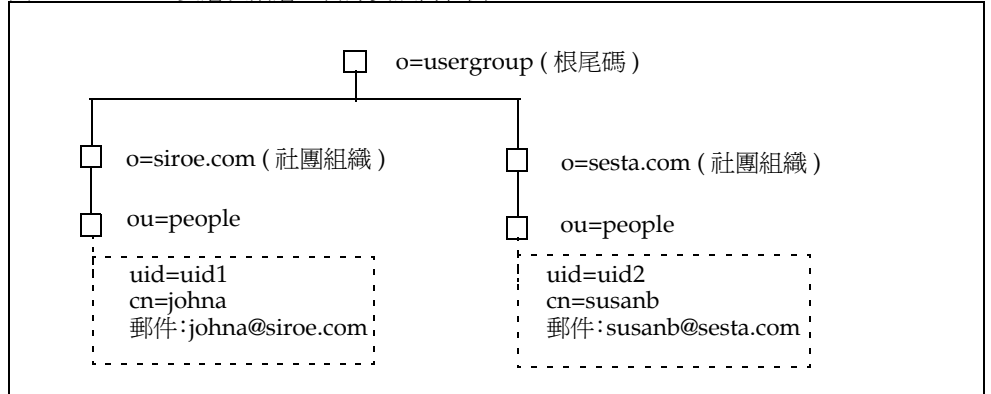 o=usergroup ( 根尾碼 )
o=siroe.com ( 社團組織 )
o=sesta.com ( 社團組織 )
ou=people
ou=people
uid=uid1
cn=johna
郵件：johna@siroe.com
uid=uid2
cn=susanb
郵件：susanb@sesta.com